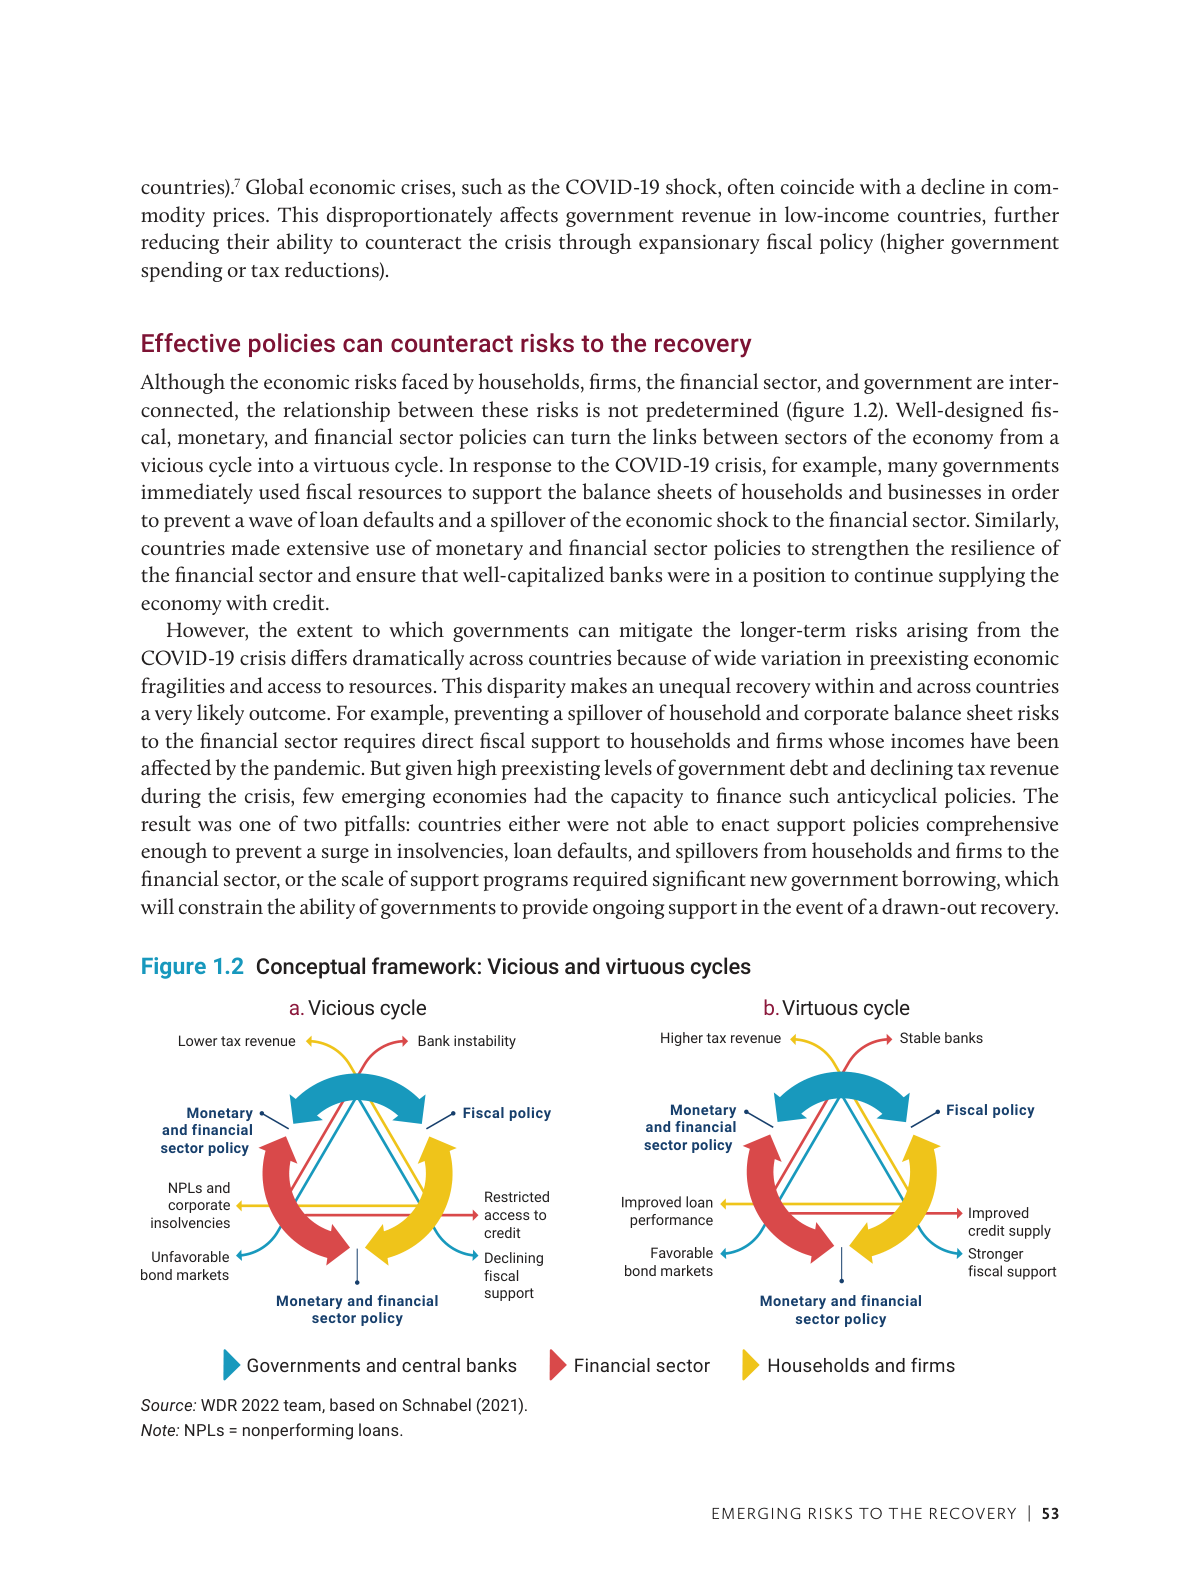 countries).7 Global economic crises, such as the COVID-19 shock, often coincide with a decline in com-
modity prices. This disproportionately affects government revenue in low-income countries, further
reducing their ability to counteract the crisis through expansionary fiscal policy (higher government
spending or tax reductions).
Effective policies can counteract risks to the recovery
Although the economic risks faced by households, firms, the financial sector, and government are inter-
connected, the relationship between these risks is not predetermined (figure 1.2). Well-designed fis-
cal, monetary, and financial sector policies can turn the links between sectors of the economy from a
vicious cycle into a virtuous cycle. In response to the COVID-19 crisis, for example, many governments
immediately used fiscal resources to support the balance sheets of households and businesses in order
to prevent a wave of loan defaults and a spillover of the economic shock to the financial sector. Similarly,
countries made extensive use of monetary and financial sector policies to strengthen the resilience of
the financial sector and ensure that well-capitalized banks were in a position to continue supplying the
economy with credit.
However, the extent to which governments can mitigate the longer-term risks arising from the
COVID-19 crisis differs dramatically across countries because of wide variation in preexisting economic
fragilities and access to resources. This disparity makes an unequal recovery within and across countries
a very likely outcome. For example, preventing a spillover of household and corporate balance sheet risks
to the financial sector requires direct fiscal support to households and firms whose incomes have been
affected by the pandemic. But given high preexisting levels of government debt and declining tax revenue
during the crisis, few emerging economies had the capacity to finance such anticyclical policies. The
result was one of two pitfalls: countries either were not able to enact support policies comprehensive
enough to prevent a surge in insolvencies, loan defaults, and spillovers from households and firms to the
financial sector, or the scale of support programs required significant new government borrowing, which
will constrain the ability of governments to provide ongoing support in the event of a drawn-out recovery.
Figure 1.2 Conceptual framework: Vicious and virtuous cycles
a. Vicious cycle
Lower tax revenue
Bank instability
Monetary
and financial
sector policy
Fiscal policy
NPLs and
corporate
insolvencies
Restricted
access to
credit
Unfavorable
bond markets
Declining
fiscal
support
Monetary and financial
sector policy
b. Virtuous cycle
Higher tax revenue
Stable banks
Monetary
and financial
sector policy
Fiscal policy
Improved loan
performance
Improved
credit supply
Favorable
bond markets
Stronger
fiscal support
Monetary and financial
sector policy
Governments and central banks
Financial sector
Households and firms
Source: WDR 2022 team, based on Schnabel (2021).
Note: NPLs = nonperforming loans.
EMERGING RISKS TO THE RECOVERY | 53